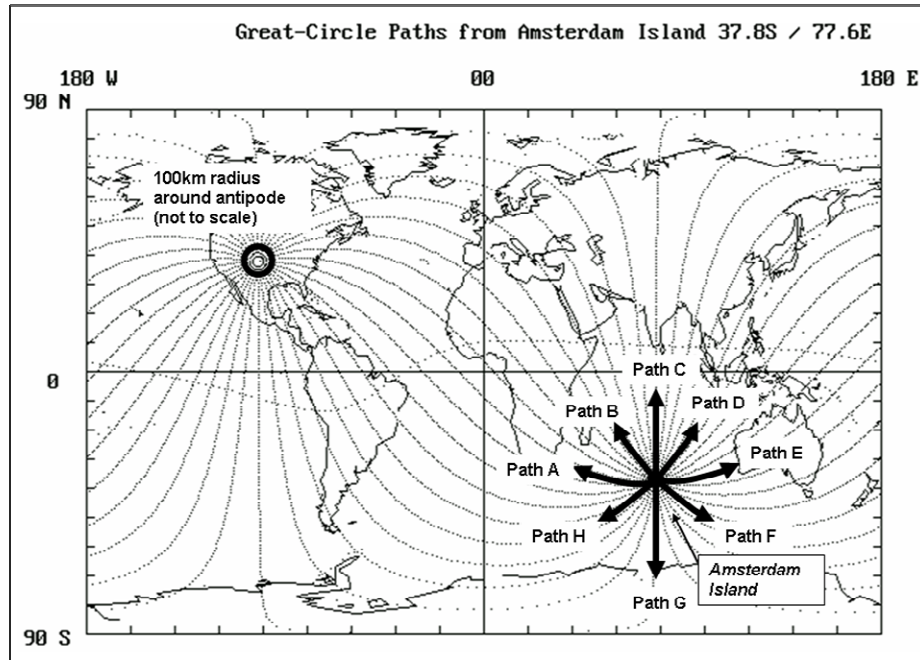 Great-Circle Paths from Amsterdam Island 37.8S / 77.6E
180 W
00
180 E
90 N
100km radius
around antipode
(not to scale)
0
Path C
Path B
Path D
Path A
Path E
Path H
Path F
Amsterdam
Island
Path G
90 S